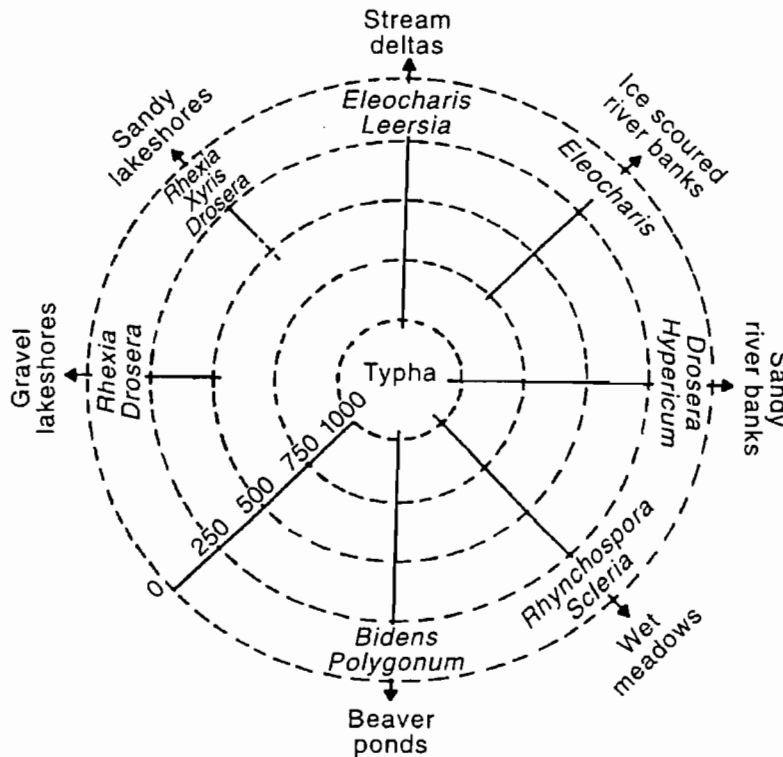 Stream
deltas
Eleocharis
Leersia
Ice scoured
river banks
Eleocharis
Sandy
lakeshores
Rhexia
Xyris
Drosera
Gravel
lakeshores
Rhexia
Drosera
Typha
Drosera
Hypericum
Sandy
river banks
1000
750
500
250
0
Rhynchospora
Scleria
Wet
meadows
Bidens
Polygonum
Beaver
ponds